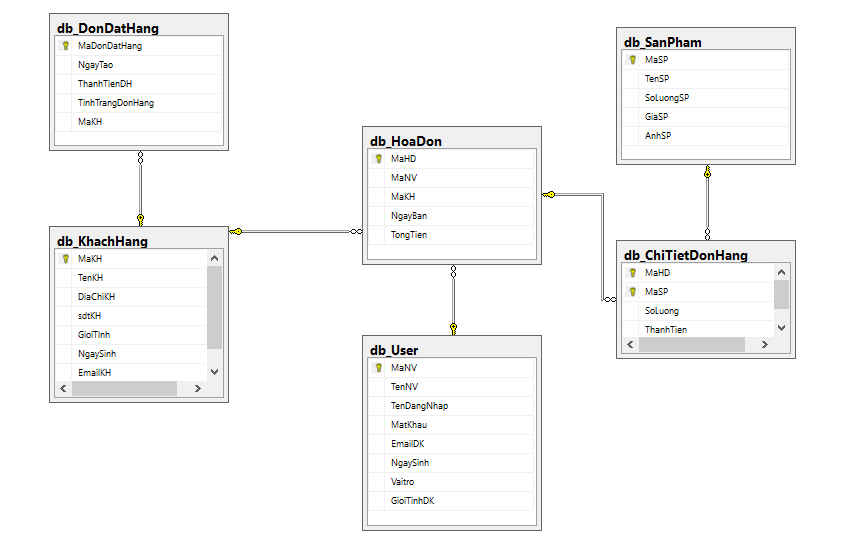 db_DonDatHang
MaDonDatHang
NgayTao
ThanhTienDH
TinhTrangDonHang
MaKH
db_SanPham
MaSP
TenSP
SoLuongSP
GiaSP
AnhSP
db_HoaDon
MaHD
MaNV
MaKH
NgayBan
TongTien
db_KhachHang
MaKH
TenKH
DiaChiKH
sdtKH
GioiTInh
NgaySinh
EmailKH
db_ChiTietDonHang
MaHD
MaSP
SoLuong
ThanhTien
db_User
MaNV
TenNV
TenDangNhap
MatKhau
EmailDK
NgaySinh
Vaitro
GioiTinhDK